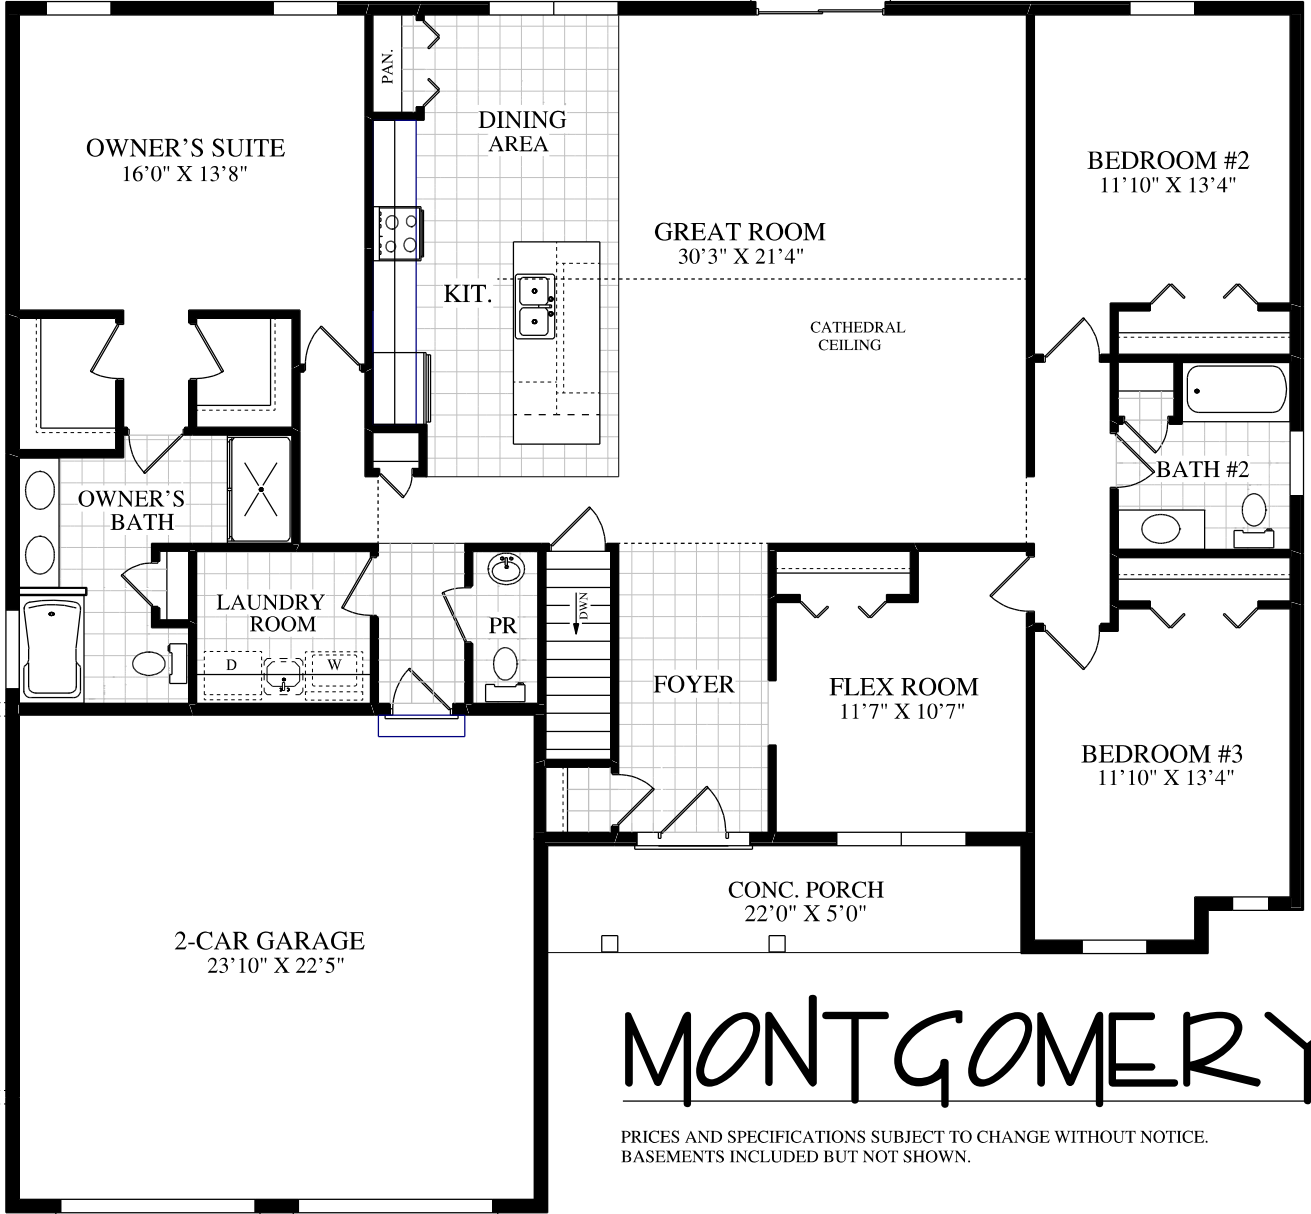 PAN.
DINING
AREA
OWNER'S SUITE
16'0" X 13'8"
BEDROOM #2
11'10" X 13'4"
GREAT ROOM
30'3" X 21'4"
KIT.
CATHEDRAL
CEILING
OWNER'S
BATH
BATH #2
LAUNDRY
ROOM
DWN
PR
D
W
FOYER
FLEX ROOM
11'7" X 10'7"
BEDROOM #3
11'10" X 13'4"
CONC. PORCH
22'0" X 5'0"
2-CAR GARAGE
23'10" X 22'5"
MONTGOMERY
PRICES AND SPECIFICATIONS SUBJECT TO CHANGE WITHOUT NOTICE.
BASEMENTS INCLUDED BUT NOT SHOWN.